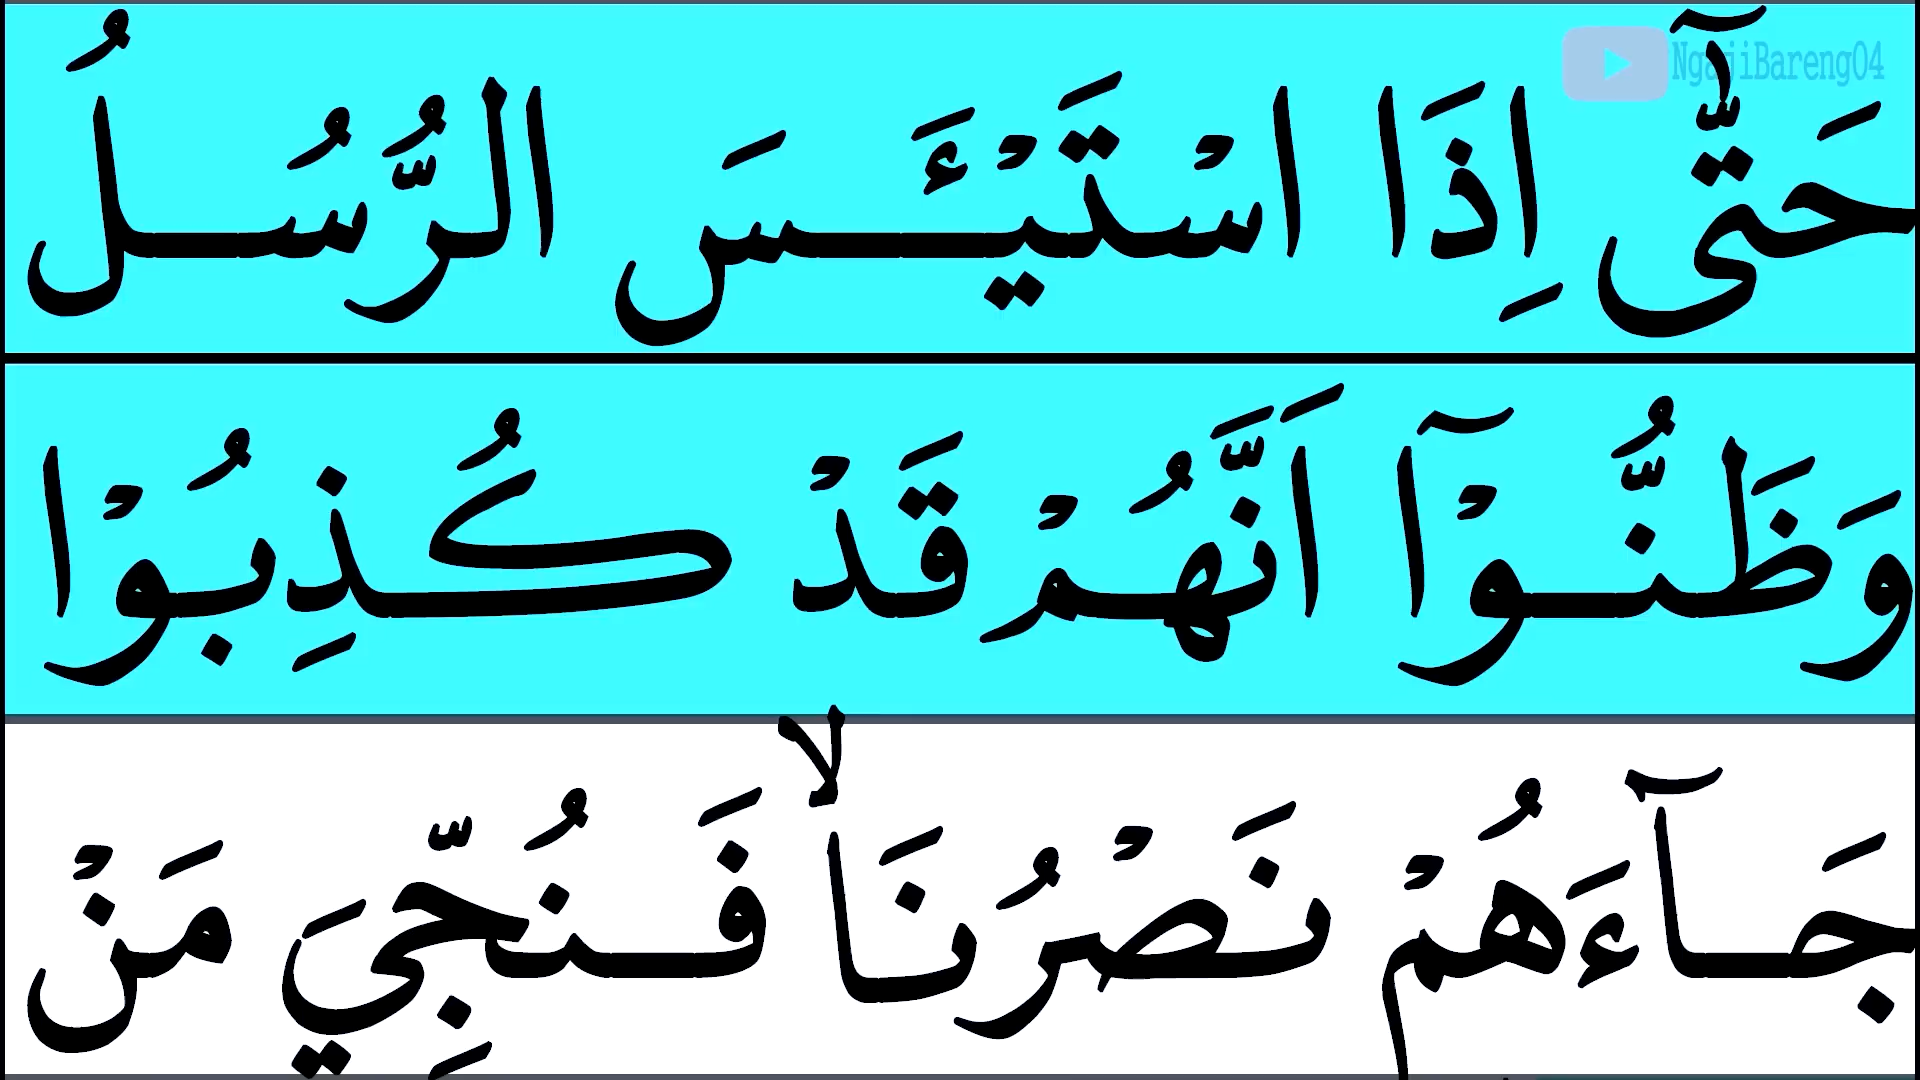 NgajiBareng04
حَتّٰٓى اِذَا اسْتَيْـَٔسَ الرُّسُلُ
وَظَنُّوْٓا اَنَّهُمْ قَدْ كُذِبُوْا
جَاۤءَهُمْ نَصْرُنَاۙ فَنُجِّيَ مَنْ